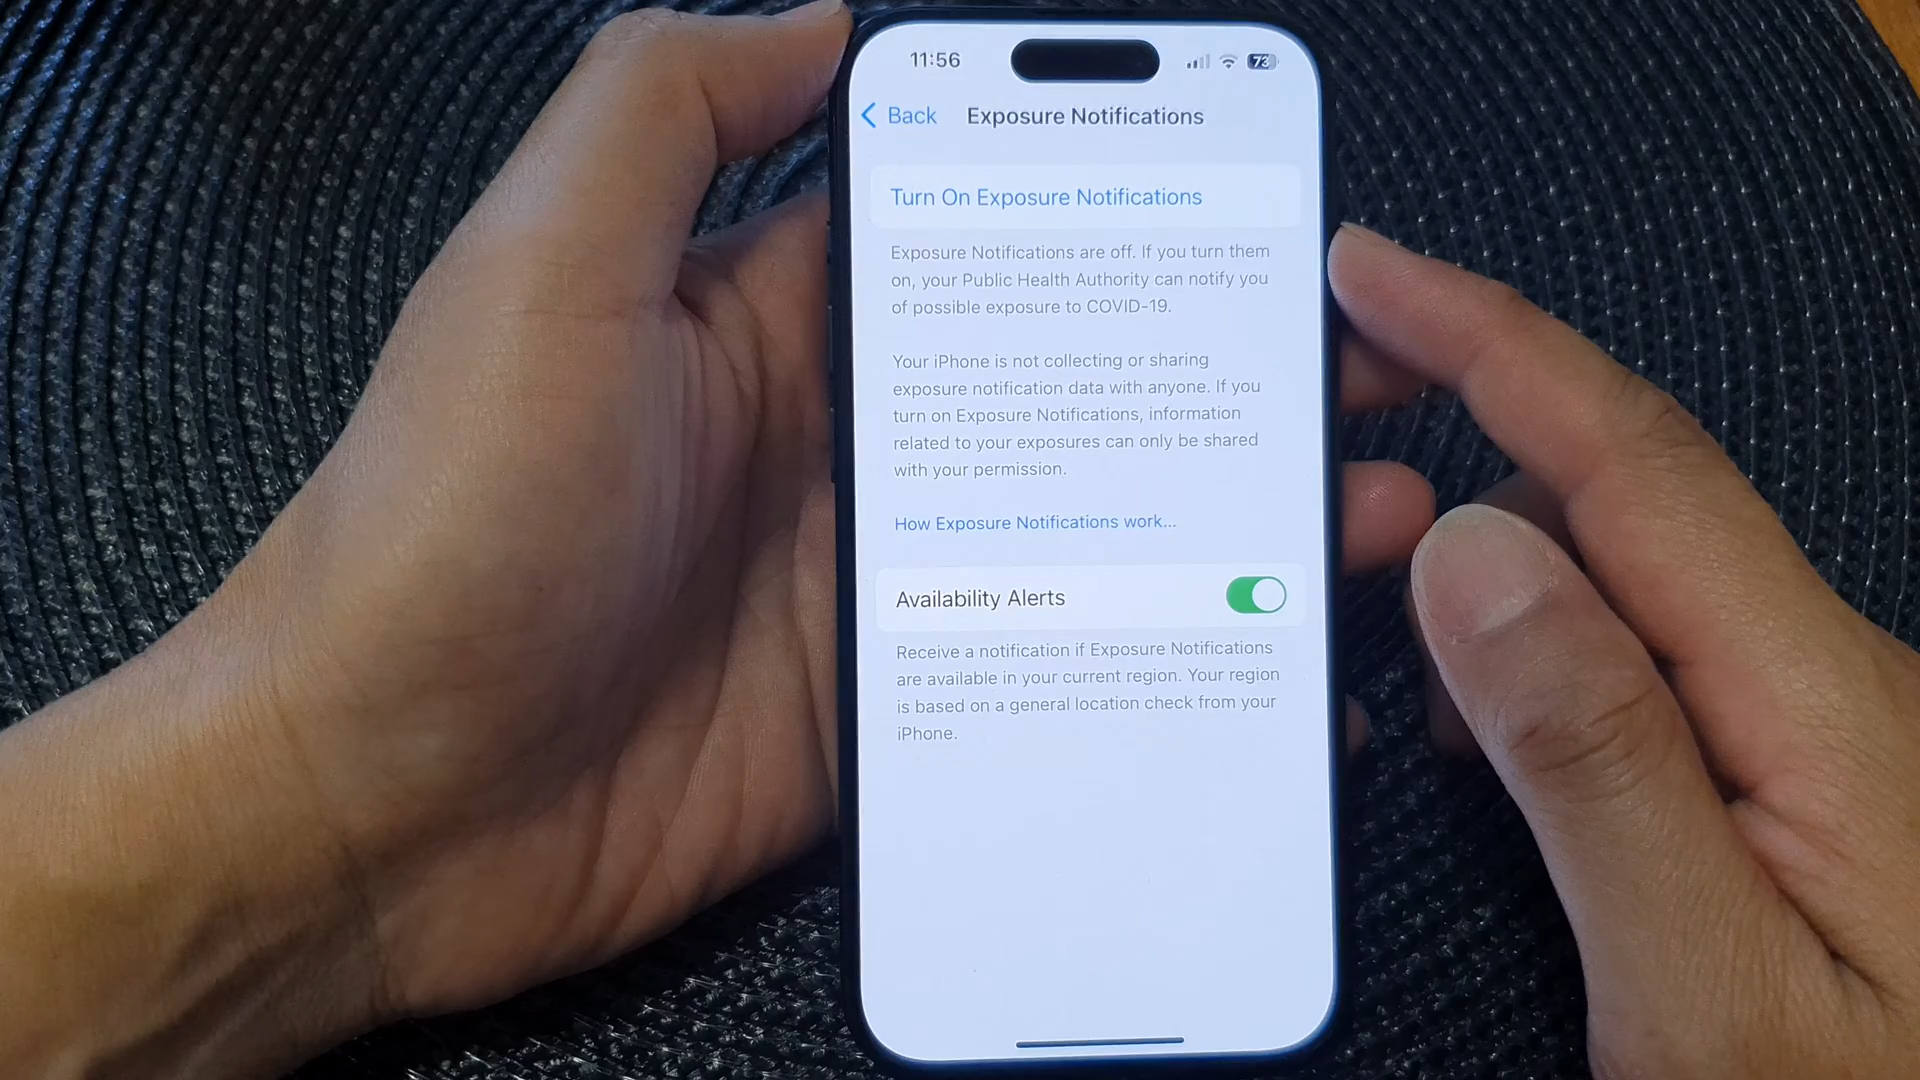 11:56
73
Back
Exposure Notifications
Turn On Exposure Notifications
Exposure Notifications are off. If you turn them
on, your Public Health Authority can notify you
of possible exposure to COVID-19.
Your iPhone is not collecting or sharing
exposure notification data with anyone. If you
turn on Exposure Notifications, information
related to your exposures can only be shared
with your permission.
How Exposure Notifications work...
Availability Alerts
Receive a notification if Exposure Notifications
are available in your current region. Your region
is based on a general location check from your
iPhone.